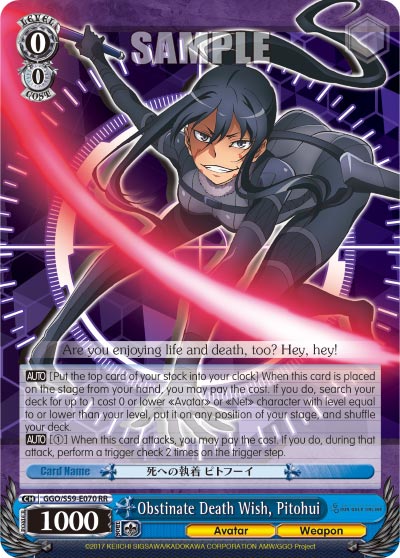 LEVEL
0
0
COST
SAMPLE
Are you enjoying life and death, too? Hey, hey!
AUTO [Put the top card of your stock into your clock] When this card is placed
on the stage from your hand, you may pay the cost. If you do, search your
deck for up to 1 cost 0 or lower «Avatar» or «Net» character with level equal
to or lower than your level, put it on any position of your stage, and shuffle
your deck.
AUTO [①] When this card attacks, you may pay the cost. If you do, during that
attack, perform a trigger check 2 times on the trigger step.
Card Name
死への執着 ピトフーイ
CH GGO/S59-E070 RR
POWER
1000
Obstinate Death Wish, Pitohui
Avatar
Weapon
©2017 KEIICHI SIGSAWA/KADOKAWA CORPORATION AMW/GGO Project